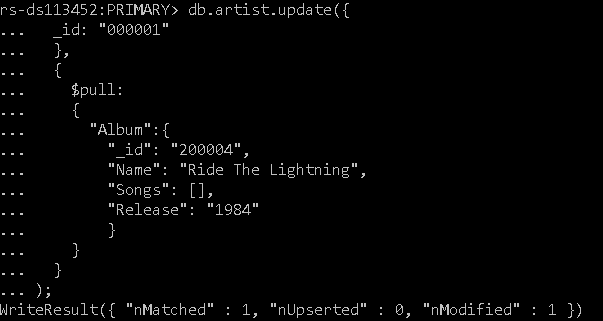 rs-ds113452:PRIMARY> db.artist.update({
...    _id: "000001"
...    },
...    {
...      $pull:
...      {
...        "Album":{
...          "_id": "200004",
...          "Name": "Ride The Lightning",
...          "Songs": [],
...          "Release": "1984"
...          }
...      }
...    }
... );
WriteResult({ "nMatched" : 1, "nUpserted" : 0, "nModified" : 1 })